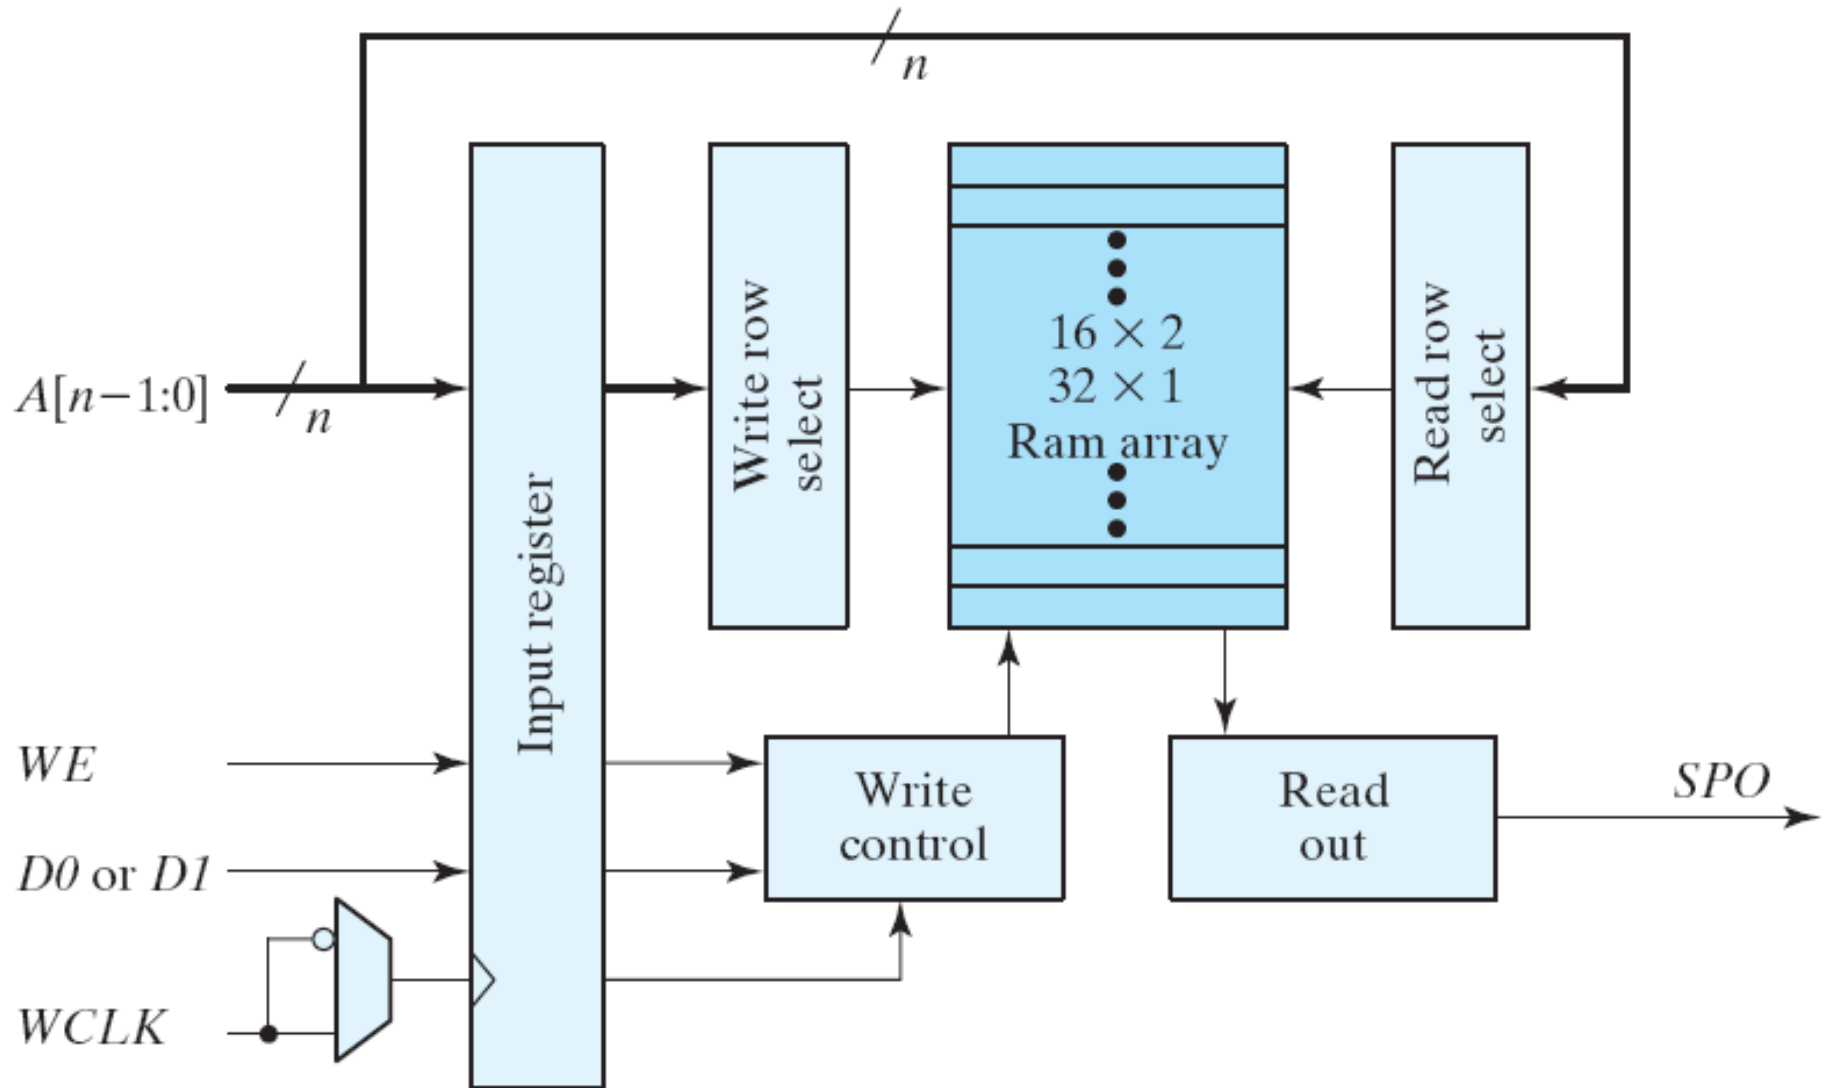 n
A[n−1:0]
n
Input register
Write row
select
16 × 2
32 × 1
Ram array
Read row
select
WE
D0 or D1
WCLK
Write
control
Read
out
SPO